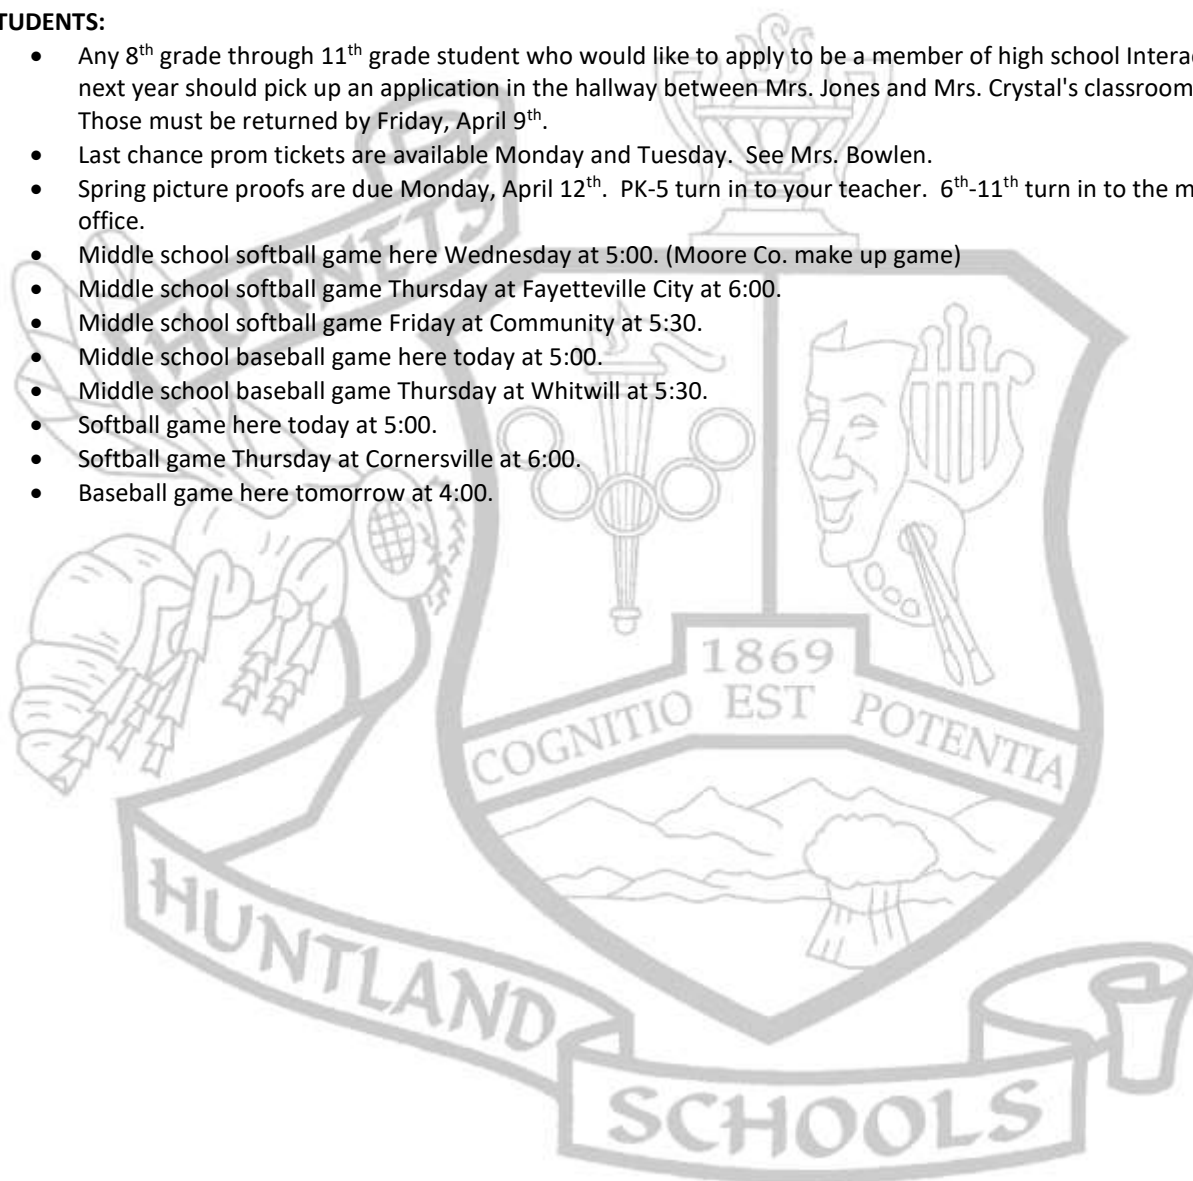 TUDENTS:
• Any 8th grade through 11th grade student who would like to apply to be a member of high school Interac
next year should pick up an application in the hallway between Mrs. Jones and Mrs. Crystal's classroom
Those must be returned by Friday, April 9th.
• Last chance prom tickets are available Monday and Tuesday.  See Mrs. Bowlen.
• Spring picture proofs are due Monday, April 12th.  PK-5 turn in to your teacher.  6th-11th turn in to the m
office.
• Middle school softball game here Wednesday at 5:00. (Moore Co. make up game)
• Middle school softball game Thursday at Fayetteville City at 6:00.
• Middle school softball game Friday at Community at 5:30.
• Middle school baseball game here today at 5:00.
• Middle school baseball game Thursday at Whitwill at 5:30.
• Softball game here today at 5:00.
• Softball game Thursday at Cornersville at 6:00.
• Baseball game here tomorrow at 4:00.
HORNETS
1869
COGNITIO EST POTENTIA
HUNTLAND
SCHOOLS